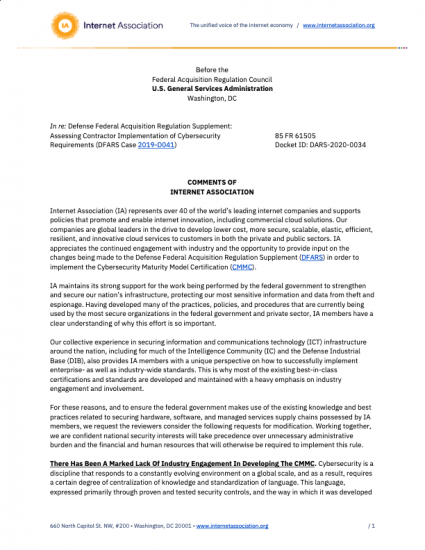 IA Internet Association
The unified voice of the internet economy / www.internetassociation.org
Before the
Federal Acquisition Regulation Council
U.S. General Services Administration
Washington, DC
In re: Defense Federal Acquisition Regulation Supplement:
Assessing Contractor Implementation of Cybersecurity
Requirements (DFARS Case 2019-D041)
85 FR 61505
Docket ID: DARS-2020-0034
COMMENTS OF
INTERNET ASSOCIATION
Internet Association (IA) represents over 40 of the world's leading internet companies and supports
policies that promote and enable internet innovation, including commercial cloud solutions. Our
companies are global leaders in the drive to develop lower cost, more secure, scalable, elastic, efficient,
resilient, and innovative cloud services to customers in both the private and public sectors. IA
appreciates the continued engagement with industry and the opportunity to provide input on the
changes being made to the Defense Federal Acquisition Regulation Supplement (DFARS) in order to
implement the Cybersecurity Maturity Model Certification (CMMC).
IA maintains its strong support for the work being performed by the federal government to strengthen
and secure our nation's infrastructure, protecting our most sensitive information and data from theft and
espionage. Having developed many of the practices, policies, and procedures that are currently being
used by the most secure organizations in the federal government and private sector, IA members have a
clear understanding of why this effort is so important.
Our collective experience in securing information and communications technology (ICT) infrastructure
around the nation, including for much of the Intelligence Community (IC) and the Defense Industrial
Base (DIB), also provides IA members with a unique perspective on how to successfully implement
enterprise- as well as industry-wide standards. This is why most of the existing best-in-class
certifications and standards are developed and maintained with a heavy emphasis on industry
engagement and involvement.
For these reasons, and to ensure the federal government makes use of the existing knowledge and best
practices related to securing hardware, software, and managed services supply chains possessed by IA
members, we request the reviewers consider the following requests for modification. Working together,
we are confident national security interests will take precedence over unnecessary administrative
burden and the financial and human resources that will otherwise be required to implement this rule.
There Has Been A Marked Lack Of Industry Engagement In Developing The CMMC. Cybersecurity is a
discipline that responds to a constantly evolving environment on a global scale, and as a result, requires
a certain degree of centralization of knowledge and standardization of language. This language,
expressed primarily through proven and tested security controls, and the way in which it was developed
660 North Capitol St. NW, #200 • Washington, DC 20001 • www.internetassociation.org
/ 1